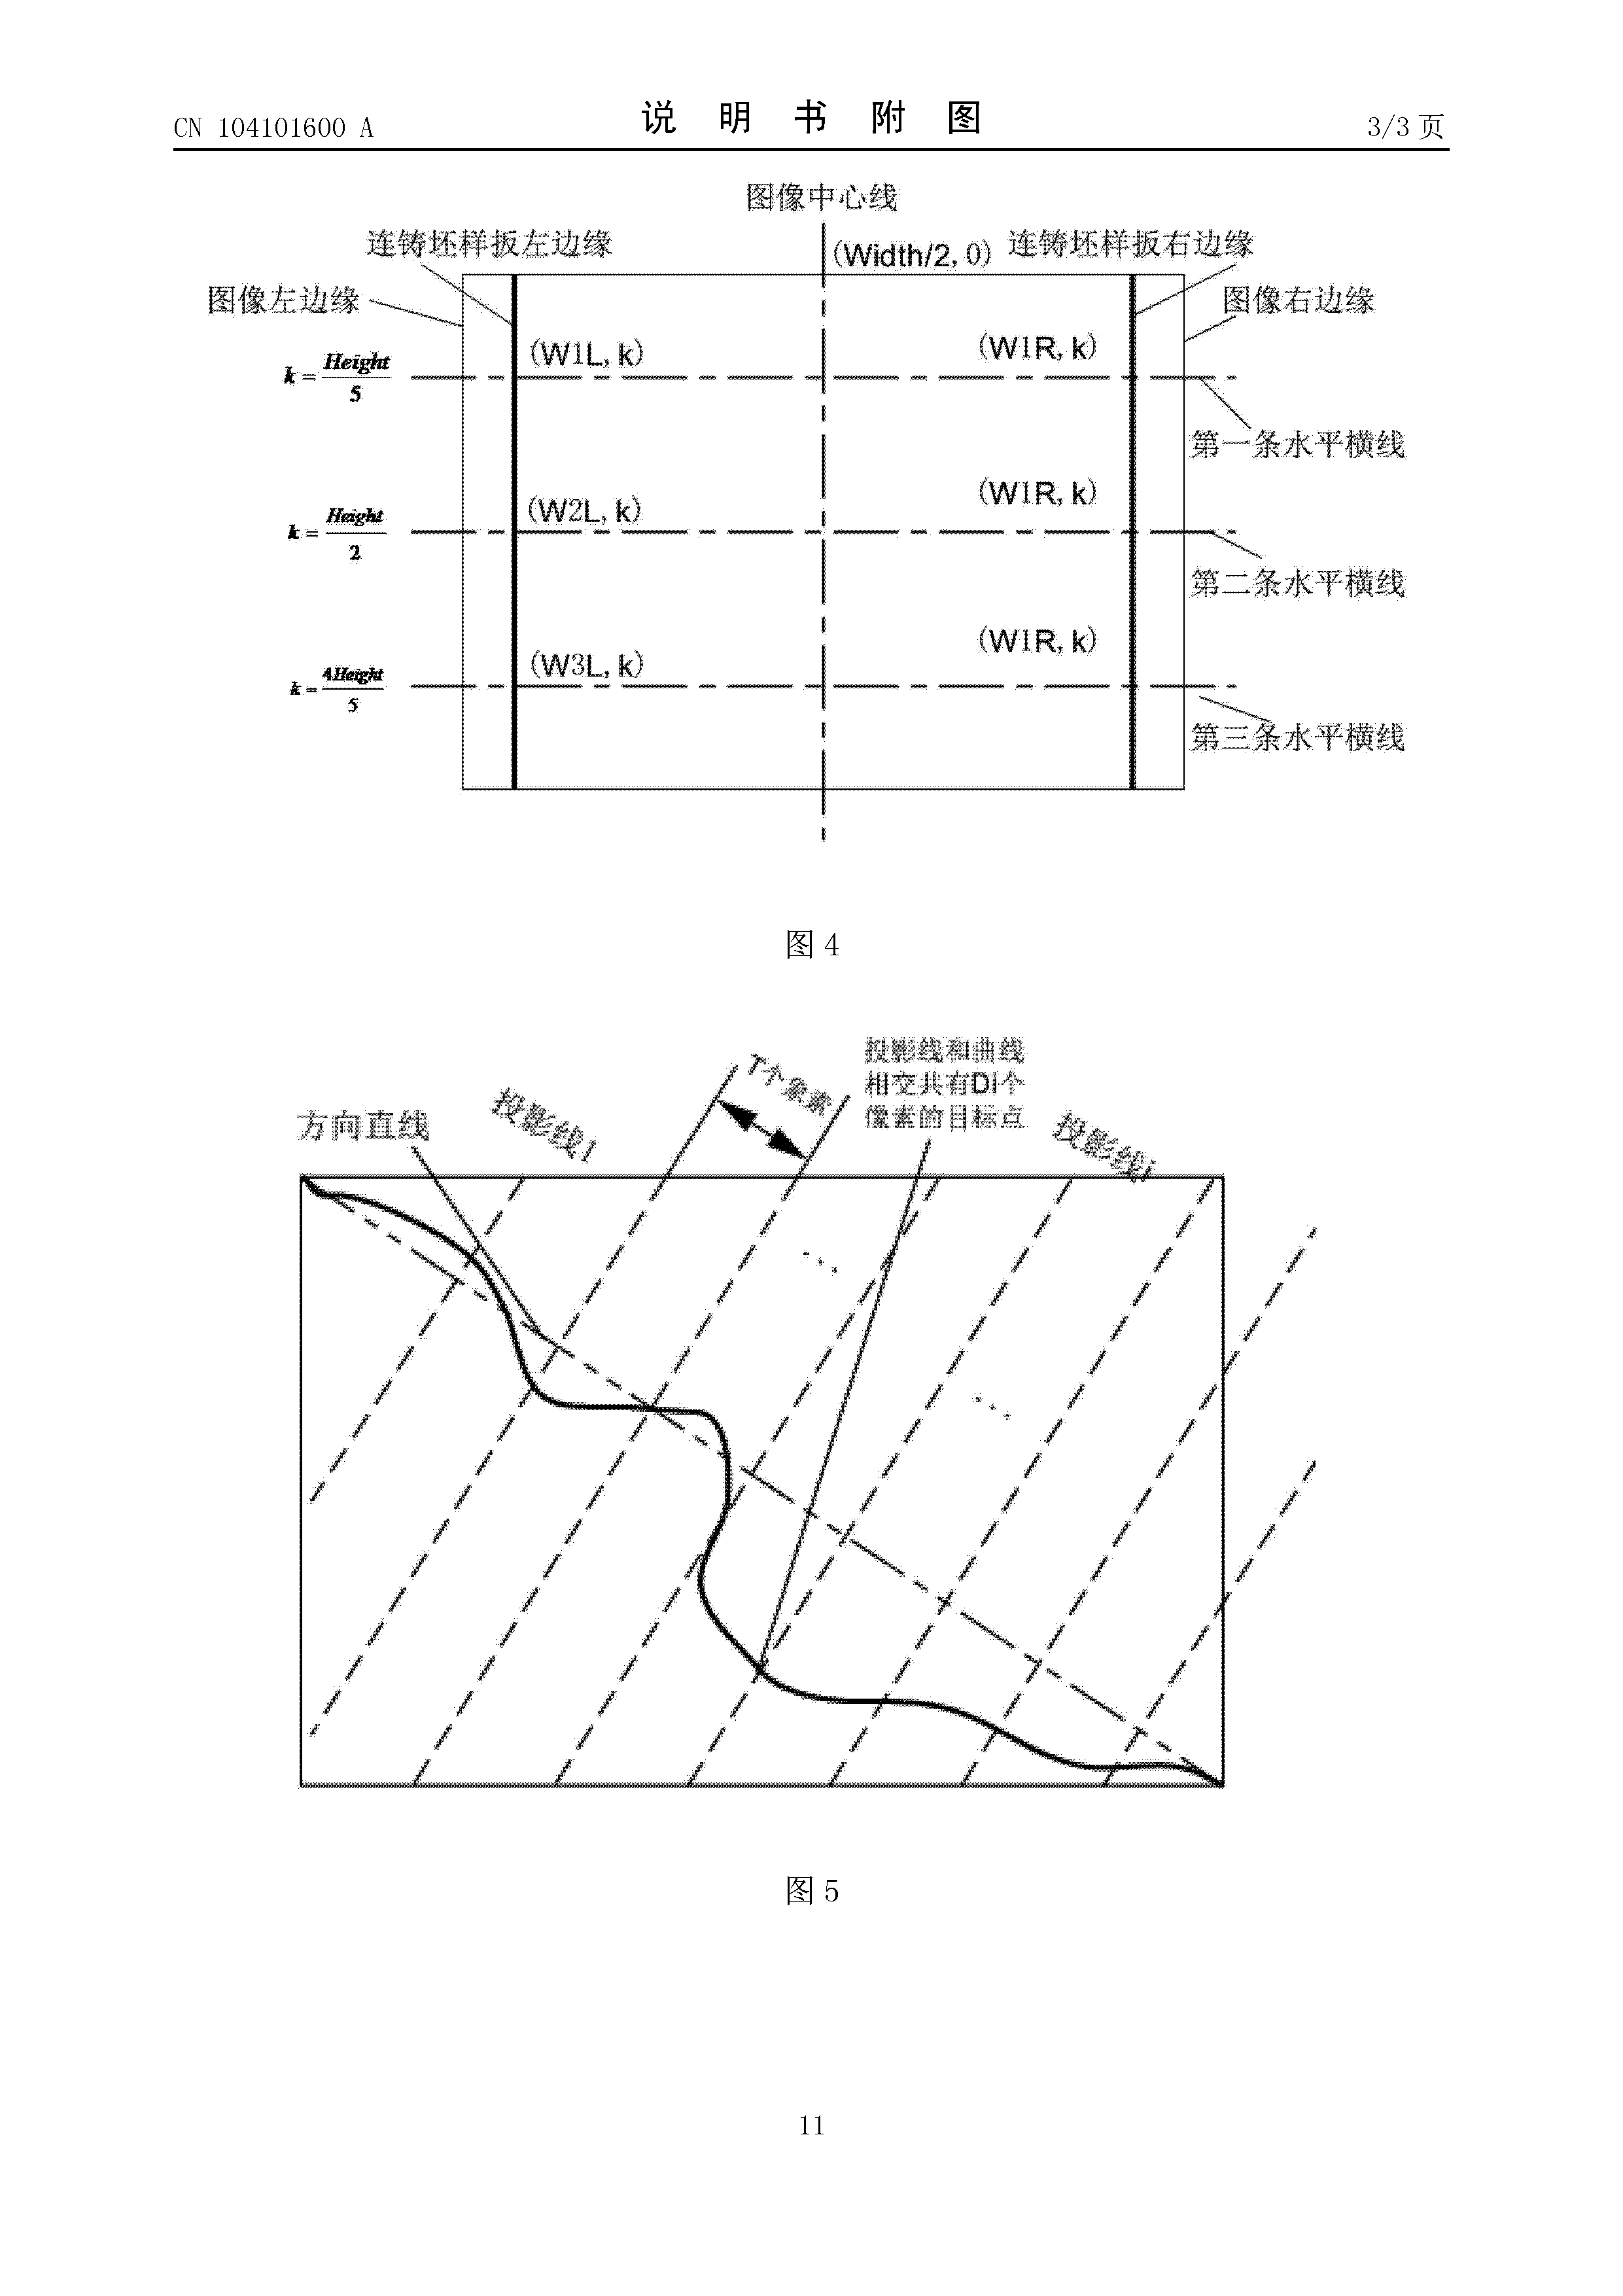 CN 104101600 A
说明书附图
3/3 页
图像中心线
连铸坯样扳左边缘
(Width/2, 0)
连铸坯样扳右边缘
图像左边缘
图像右边缘
k = Height/5
(W1L, k)
(W1R, k)
第一条水平横线
k = Height/2
(W2L, k)
(W1R, k)
第二条水平横线
k = 4Height/5
(W3L, k)
(W1R, k)
第三条水平横线
图 4
方向直线
投影线1
T个象素
投影线和曲线
相交共有Di个
像素的目标点
投影线i
图 5
11